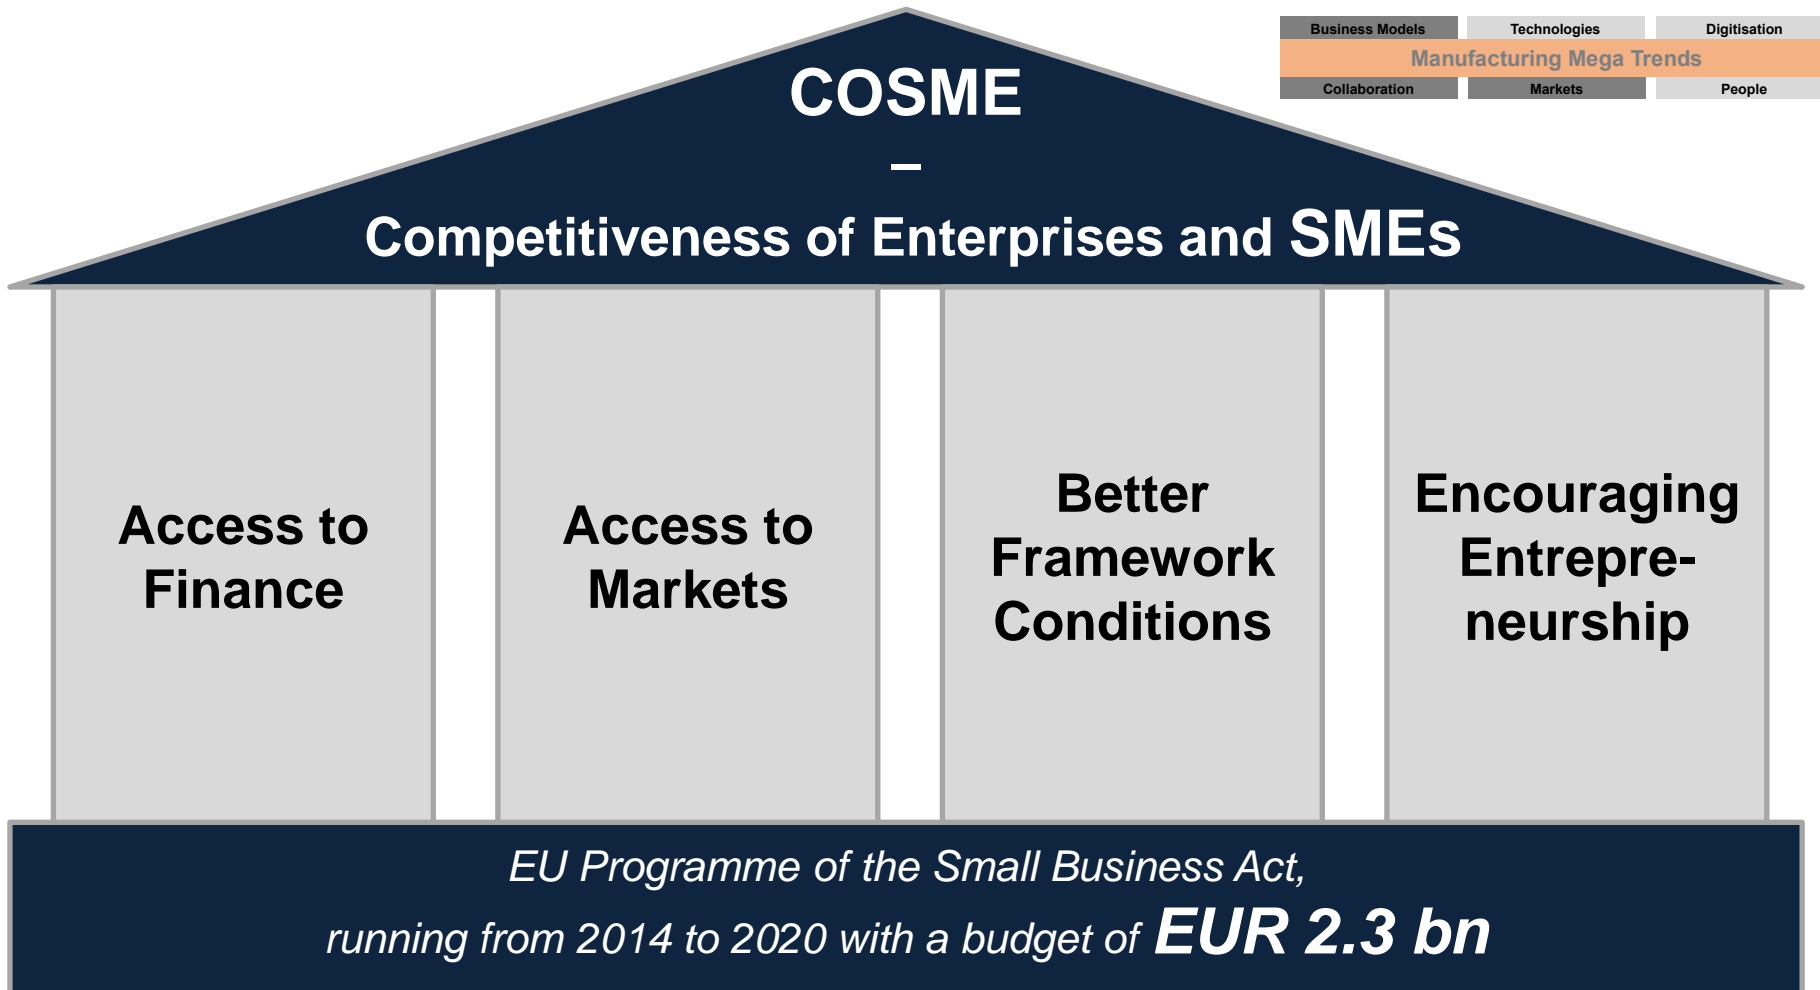 Business Models Technologies Digitisation
Manufacturing Mega Trends
Collaboration Markets People
COSME
–
Competitiveness of Enterprises and SMEs
Access to
Finance
Access to
Markets
Better
Framework
Conditions
Encouraging
Entrepre-
neurship
EU Programme of the Small Business Act,
running from 2014 to 2020 with a budget of EUR 2.3 bn